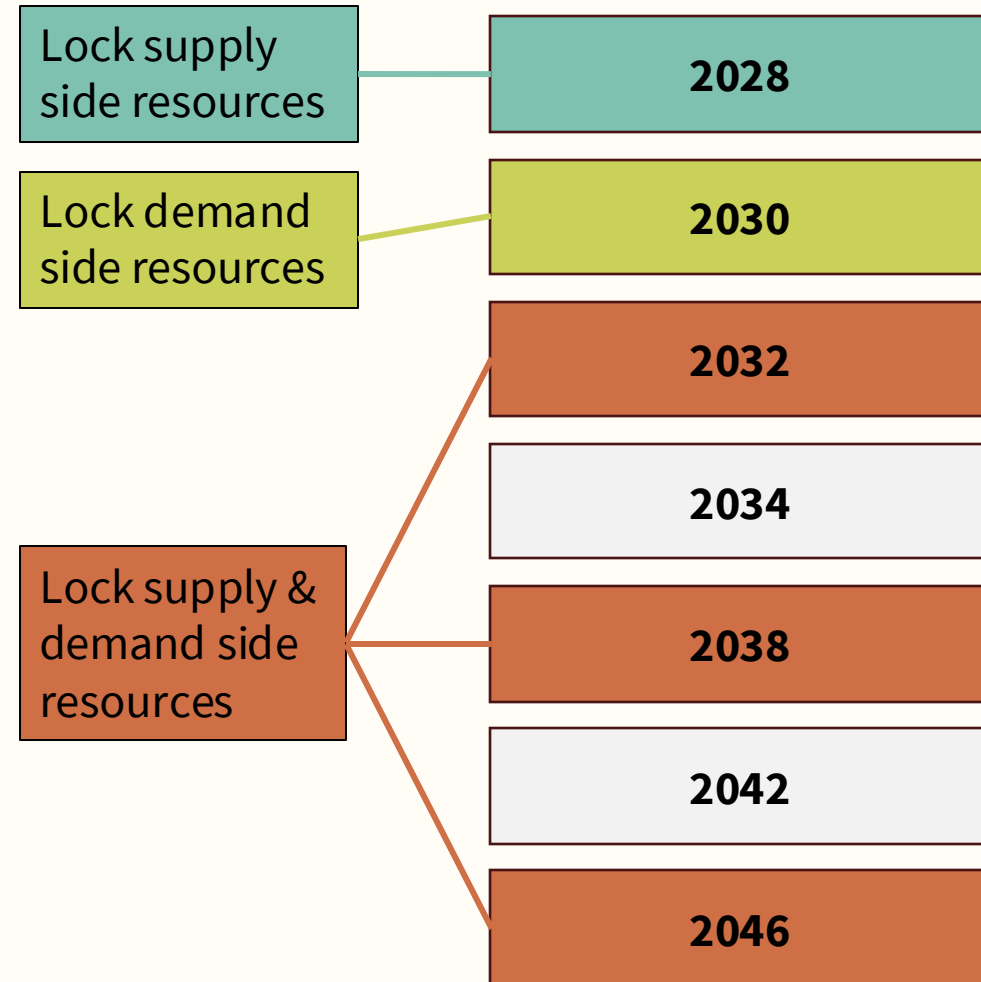 Lock supply
side resources
2028
Lock demand
side resources
2030
2032
2034
Lock supply &
demand side
resources
2038
2042
2046